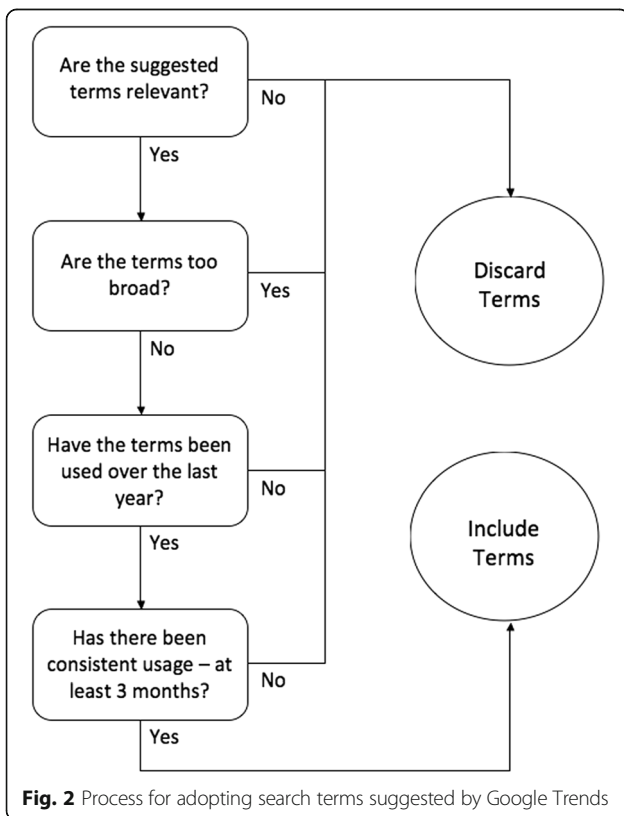 Are the suggested
terms relevant?
No
Yes
Are the terms too
broad?
Yes
No
Discard
Terms
Have the terms been
used over the last
year?
No
Yes
Include
Terms
Has there been
consistent usage – at
least 3 months?
No
Yes
Fig. 2 Process for adopting search terms suggested by Google Trends